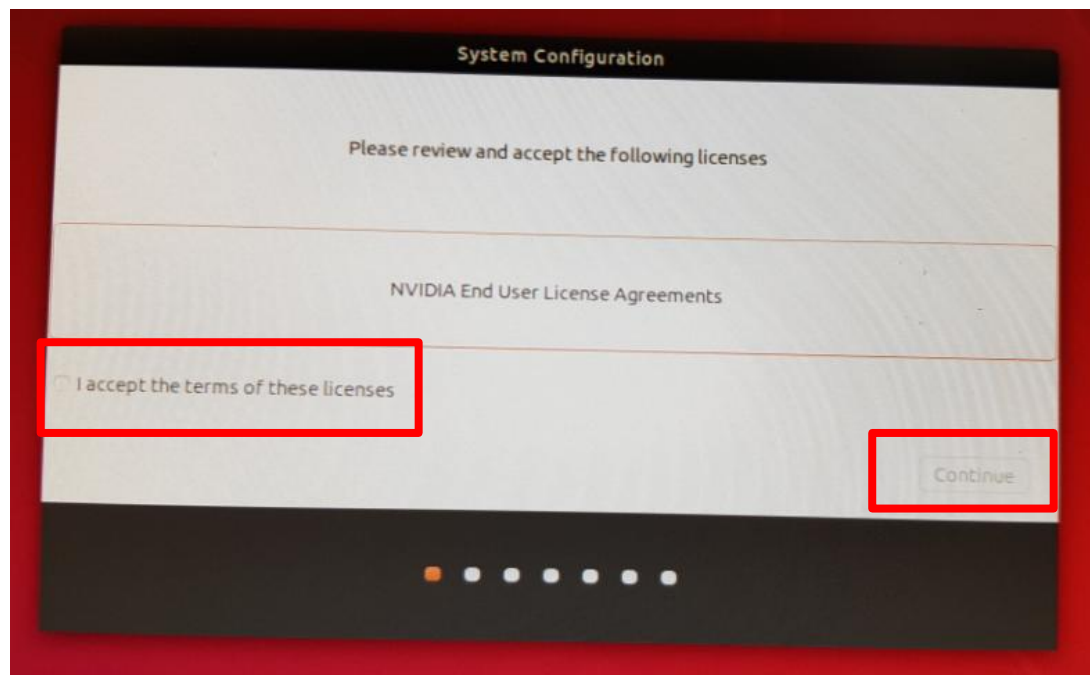 System Configuration
Please review and accept the following licenses
NVIDIA End User License Agreements
I accept the terms of these licenses
Continue